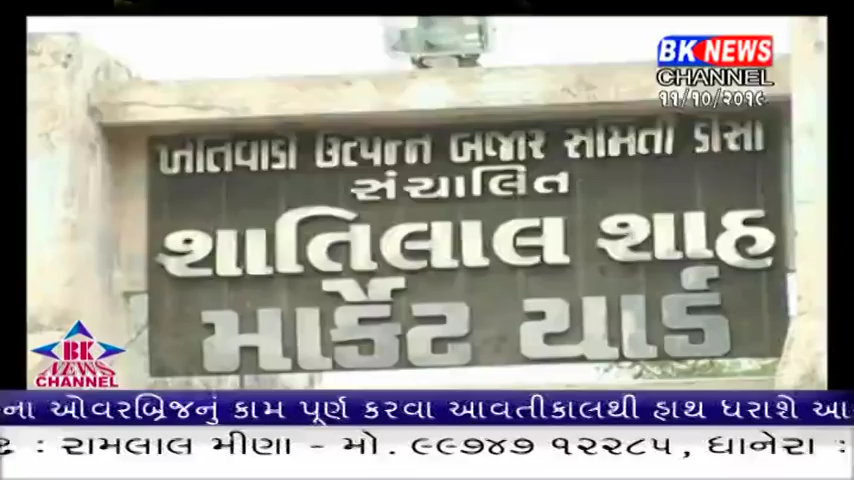 BK NEWS
CHANNEL
૧૧/૧૦/૨૦૧૯
ખેતિવાડી ઉત્પન્ન બજાર સમિતી ડીસા
સંચાલિત
શાતિલાલ શાહ
માર્કેટ યાર્ડ
BK
NEWS
CHANNEL
ના ઓવરબ્રિજનું કામ પૂર્ણ કરવા આવતીકાલથી હાથ ધરાશે આ
: રામલાલ મીણા - મો. ૯૯૭૪૭ ૧૨૨૮૫, ધાનેરા :